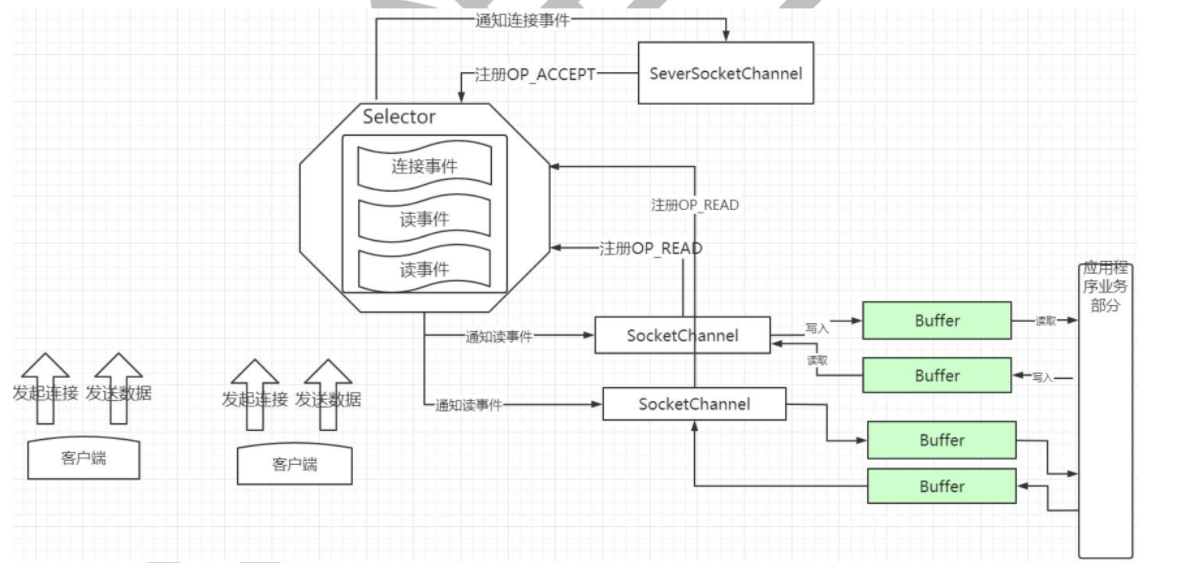 通知连接事件
SeverSocketChannel
注册OP_ACCEPT
Selector
连接事件
读事件
读事件
注册OP_READ
注册OP_READ
应用程
序业务
部分
Buffer
写入
读取
通知读事件
SocketChannel
读取
Buffer
写入
发起连接
发送数据
发起连接
发送数据
通知读事件
SocketChannel
Buffer
客户端
客户端
Buffer